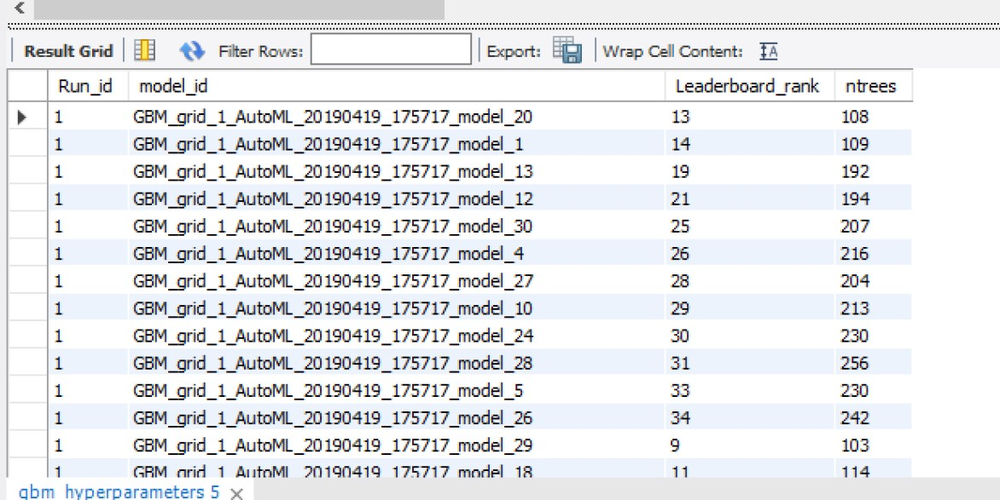 Result Grid Filter Rows: Export: Wrap Cell Content:
Run_id model_id Leaderboard_rank ntrees
1 GBM_grid_1_AutoML_20190419_175717_model_20 13 108
1 GBM_grid_1_AutoML_20190419_175717_model_1 14 109
1 GBM_grid_1_AutoML_20190419_175717_model_13 19 192
1 GBM_grid_1_AutoML_20190419_175717_model_12 21 194
1 GBM_grid_1_AutoML_20190419_175717_model_30 25 207
1 GBM_grid_1_AutoML_20190419_175717_model_4 26 216
1 GBM_grid_1_AutoML_20190419_175717_model_27 28 204
1 GBM_grid_1_AutoML_20190419_175717_model_10 29 213
1 GBM_grid_1_AutoML_20190419_175717_model_24 30 230
1 GBM_grid_1_AutoML_20190419_175717_model_28 31 256
1 GBM_grid_1_AutoML_20190419_175717_model_5 33 230
1 GBM_grid_1_AutoML_20190419_175717_model_26 34 242
1 GBM_grid_1_AutoML_20190419_175717_model_29 9 103
1 GBM_grid_1_AutoML_20190419_175717_model_18 11 114
gbm_hyperparameters 5